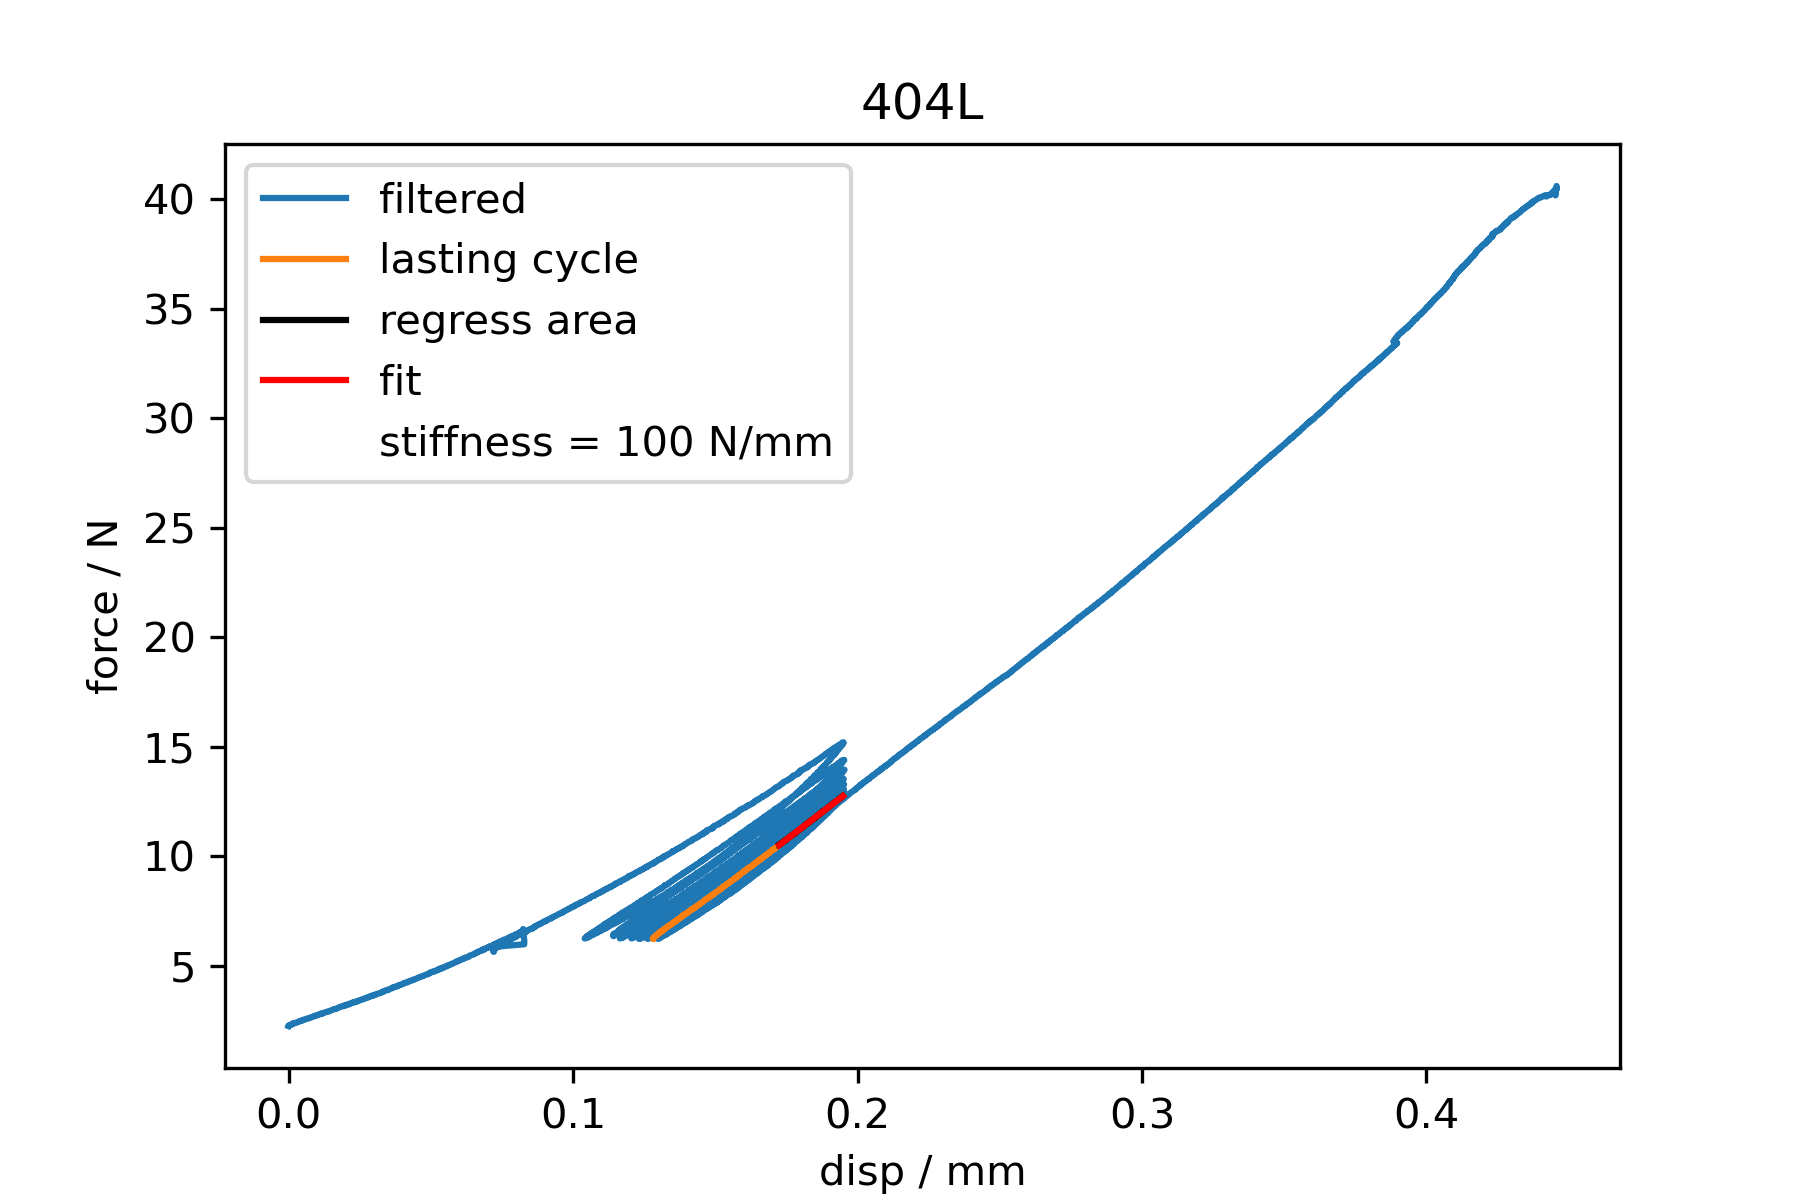 404L
filtered
lasting cycle
regress area
fit
stiffness = 100 N/mm
force / N
40
35
30
25
20
15
10
5
0.0 0.1 0.2 0.3 0.4
disp / mm